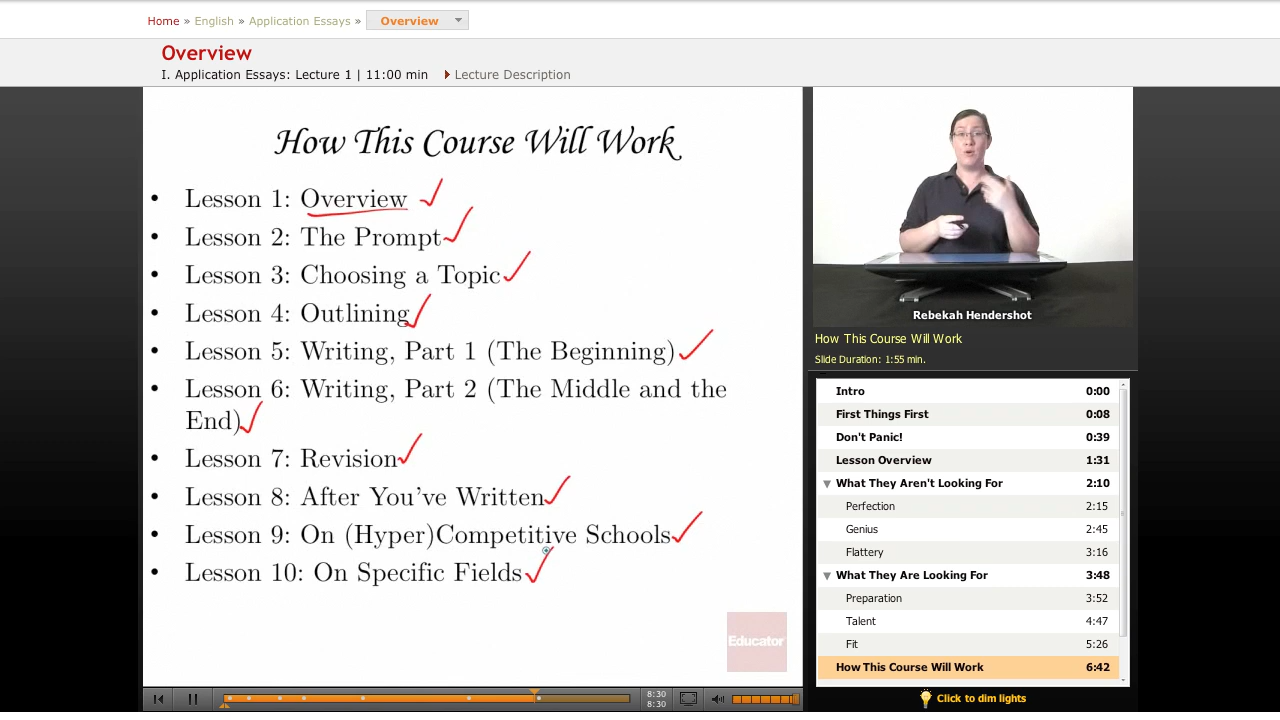 Home » English » Application Essays » Overview
Overview
I. Application Essays: Lecture 1 | 11:00 min Lecture Description
How This Course Will Work
• Lesson 1: Overview
• Lesson 2: The Prompt
• Lesson 3: Choosing a Topic
• Lesson 4: Outlining
• Lesson 5: Writing, Part 1 (The Beginning)
• Lesson 6: Writing, Part 2 (The Middle and the
End)
• Lesson 7: Revision
• Lesson 8: After You've Written
• Lesson 9: On (Hyper)Competitive Schools
• Lesson 10: On Specific Fields
Educator
8:30
8:30
Rebekah Hendershot
How This Course Will Work
Slide Duration: 1:55 min.
Intro 0:00
First Things First 0:08
Don't Panic! 0:39
Lesson Overview 1:31
What They Aren't Looking For 2:10
Perfection 2:15
Genius 2:45
Flattery 3:16
What They Are Looking For 3:48
Preparation 3:52
Talent 4:47
Fit 5:26
How This Course Will Work 6:42
Click to dim lights